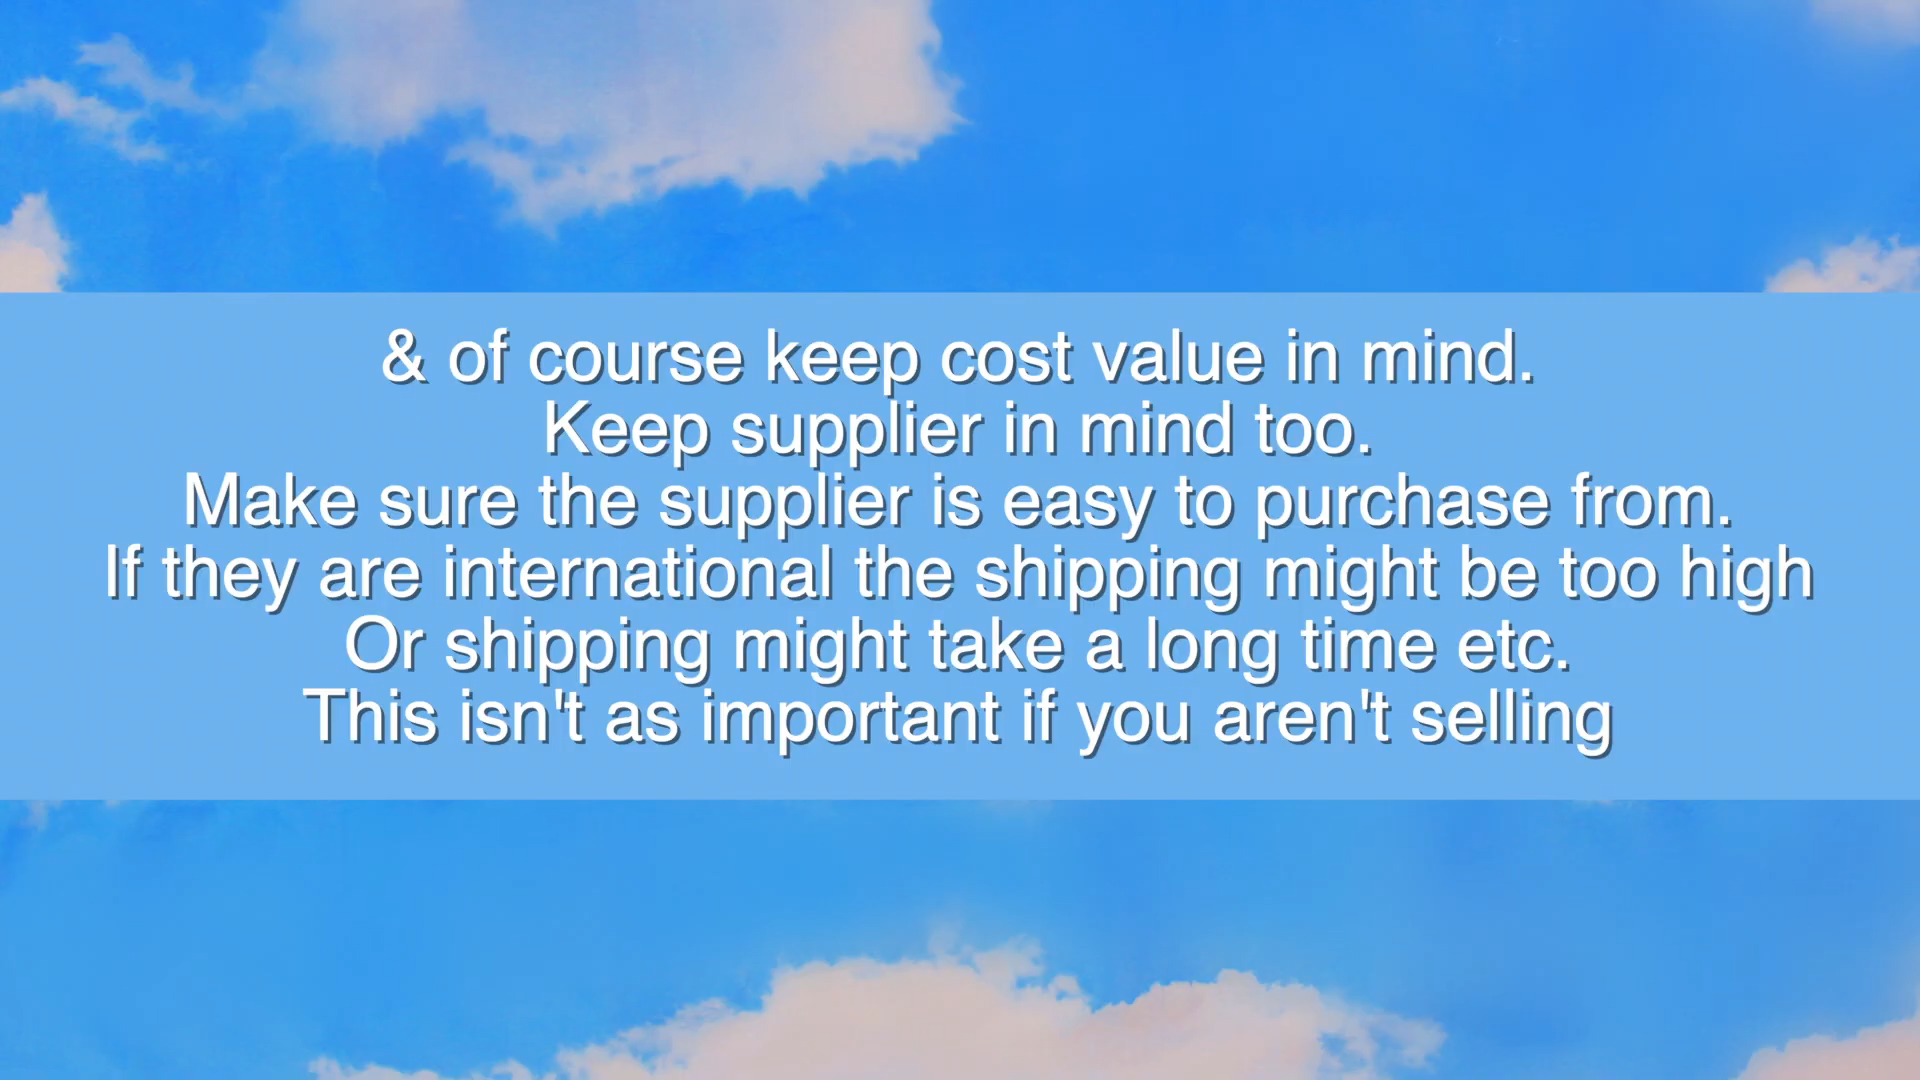 & of course keep cost value in mind.
Keep supplier in mind too.
Make sure the supplier is easy to purchase from.
If they are international the shipping might be too high
Or shipping might take a long time etc.
This isn't as important if you aren't selling